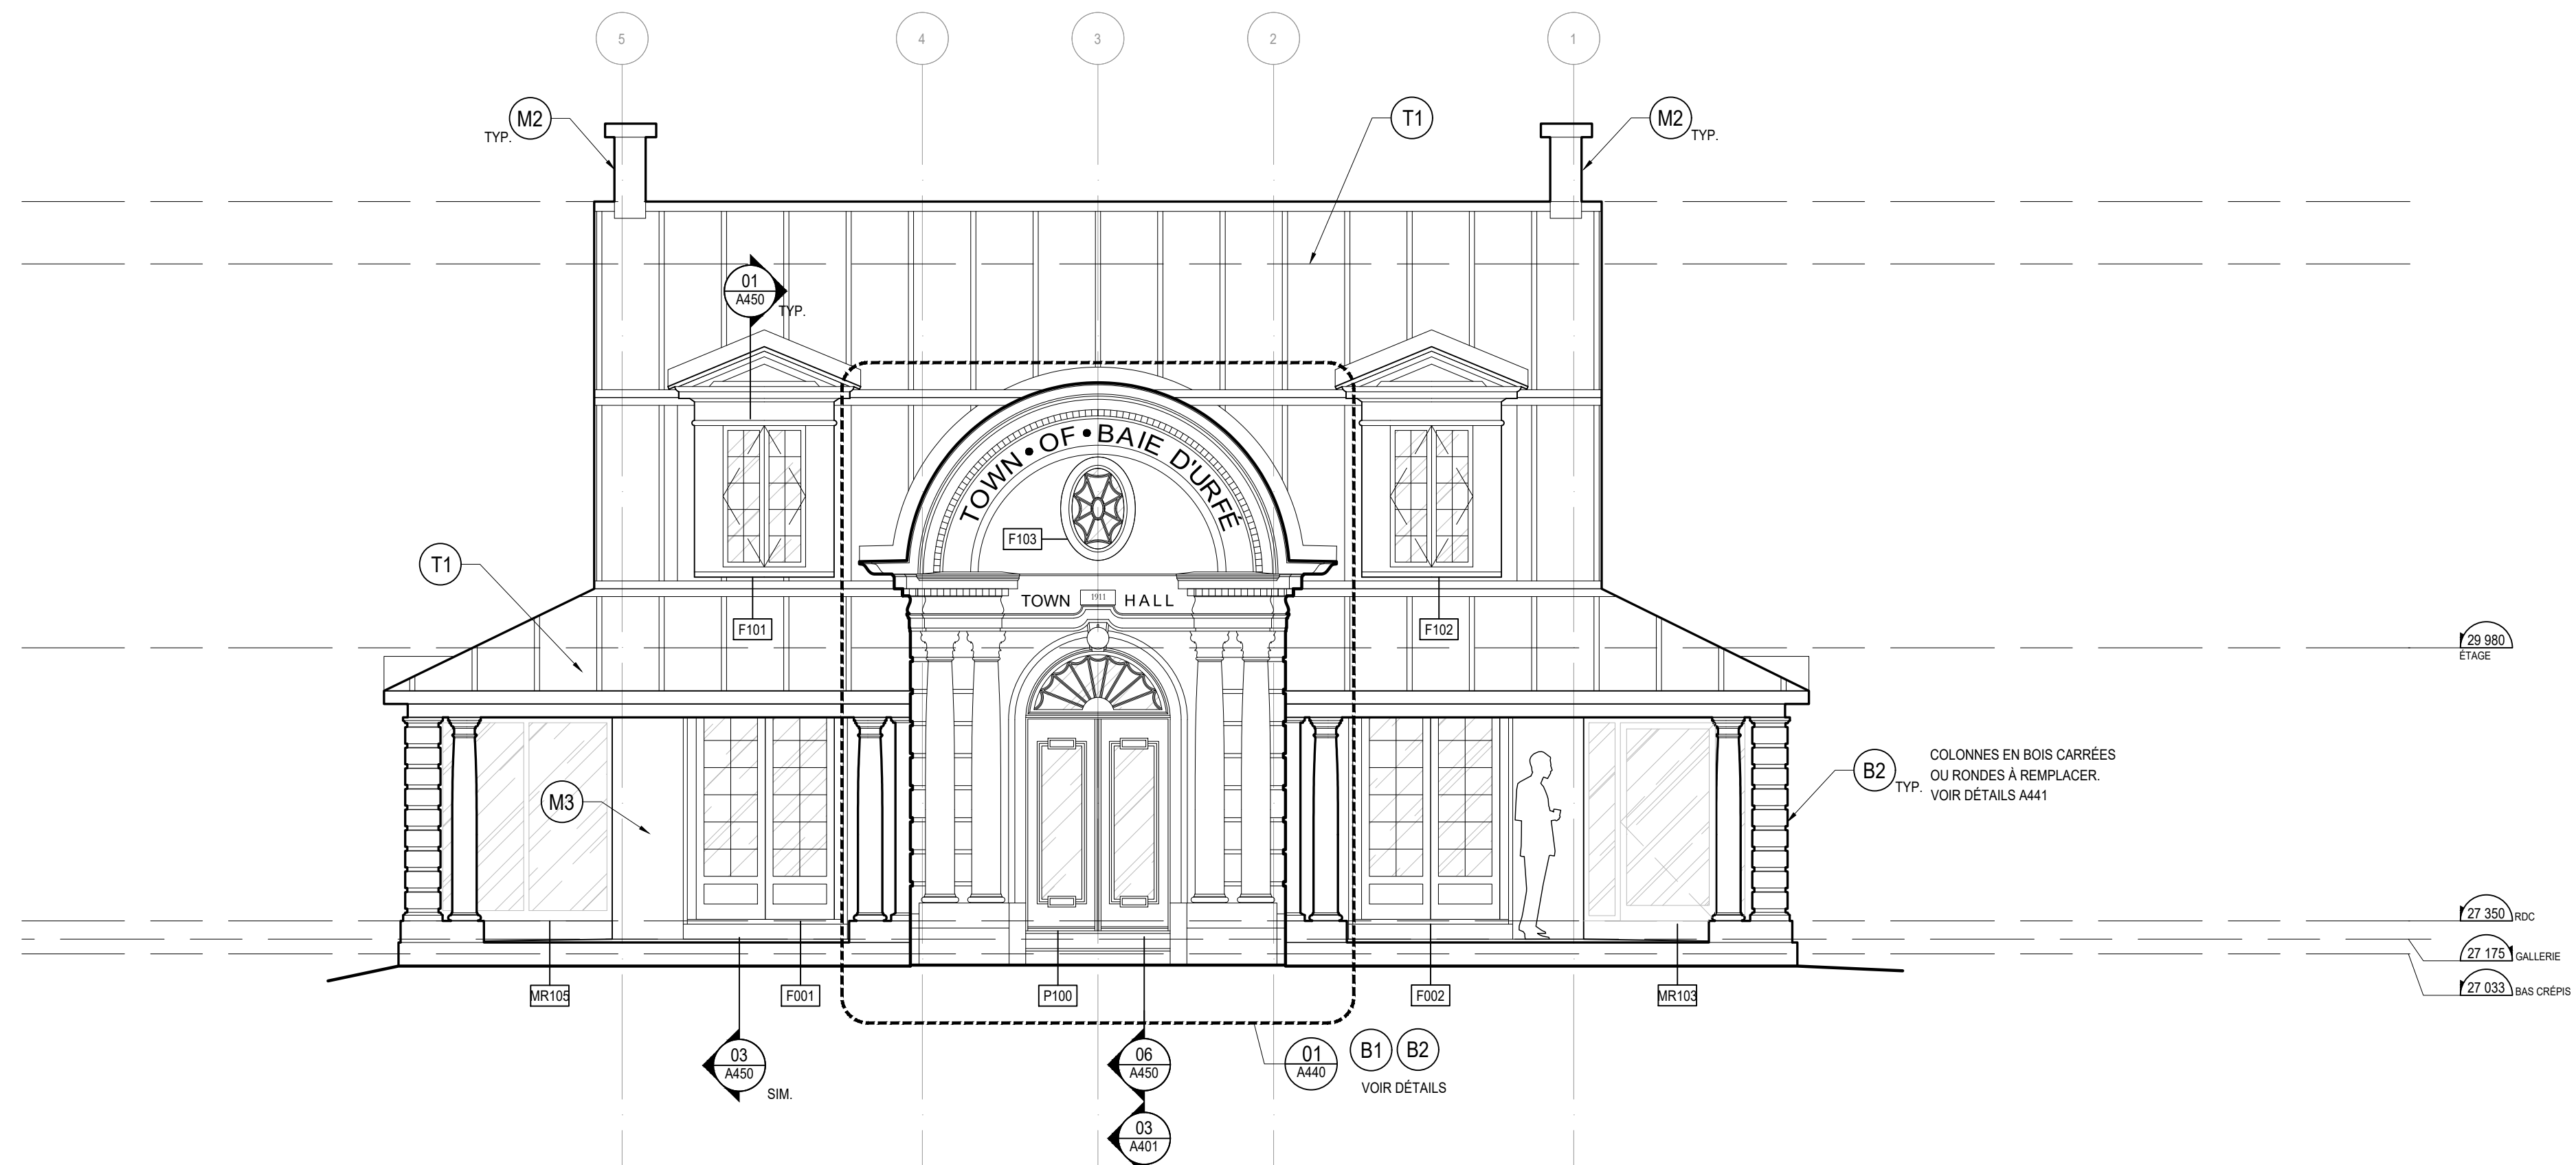 5
4
3
2
1
M2
TYP.
T1
M2
TYP.
01
A450
TYP.
TOWN • OF • BAIE D'URFÉ
F103
T1
TOWN 1911 HALL
F101
F102
29 980
ÉTAGE
COLONNES EN BOIS CARRÉES
OU RONDES À REMPLACER.
VOIR DÉTAILS A441
B2
TYP.
M3
27 350 RDC
27 175 GALLERIE
27 033 BAS CRÉPIS
MR105
F001
P100
F002
MR103
03
A450
SIM.
06
A450
01
A440
B1
B2
VOIR DÉTAILS
03
A401